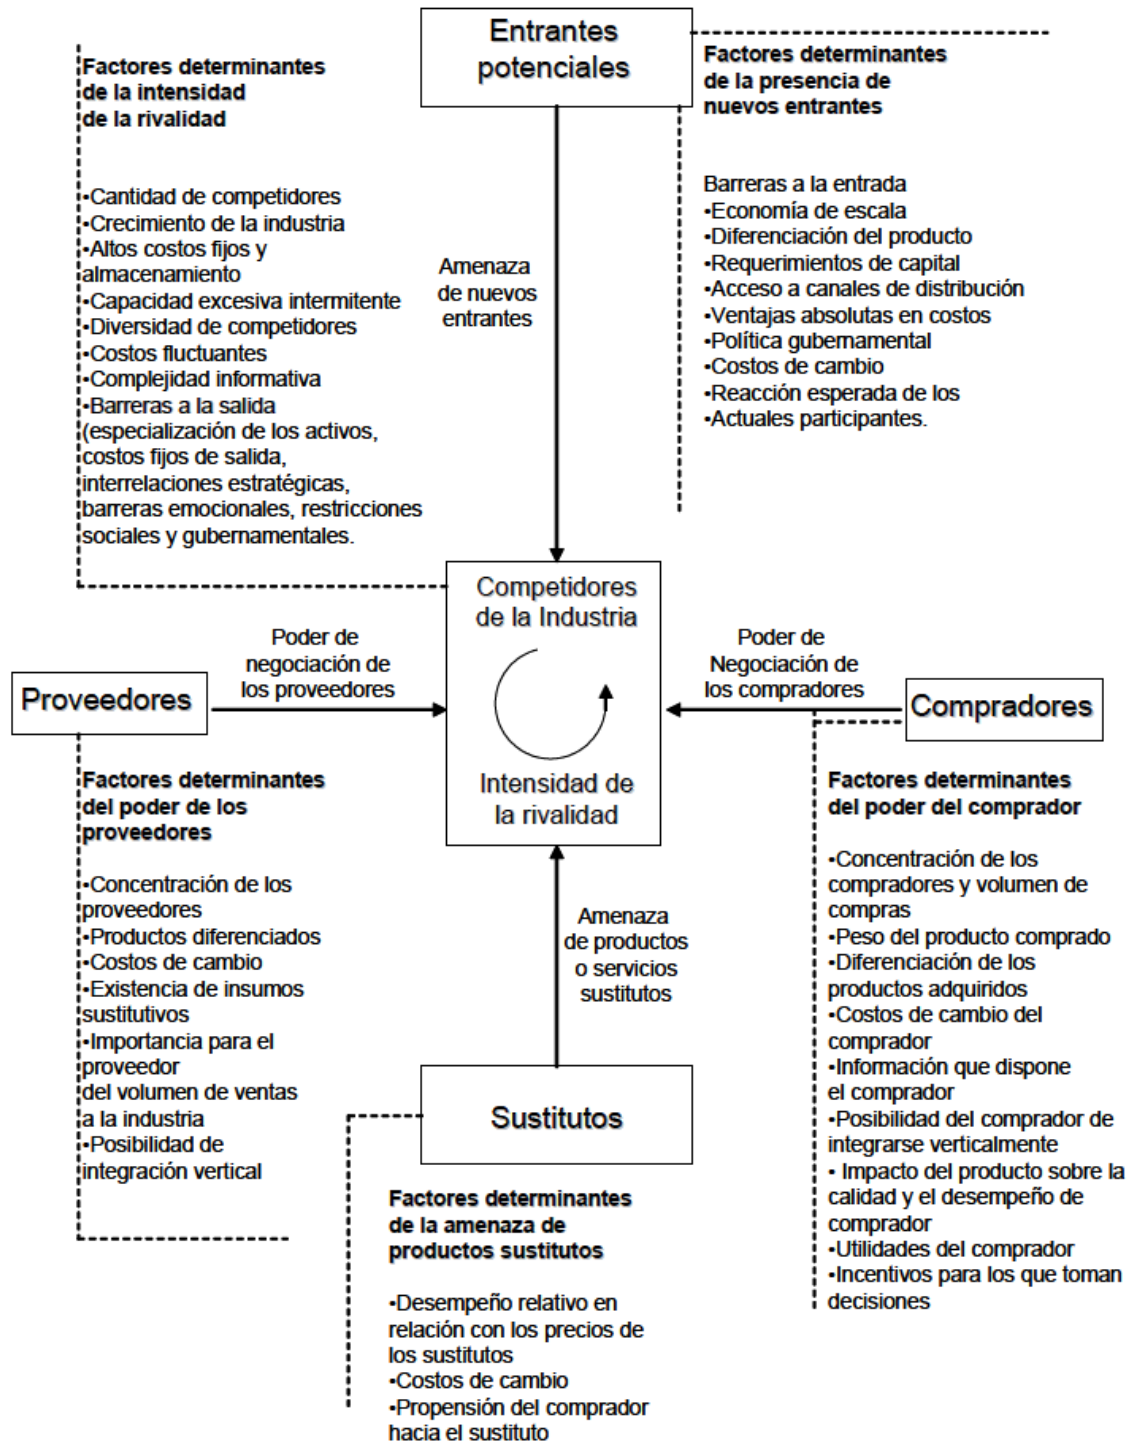 Entrantes
potenciales
Factores determinantes
de la intensidad
de la rivalidad
•Cantidad de competidores
•Crecimiento de la industria
•Altos costos fijos y
almacenamiento
•Capacidad excesiva intermitente
•Diversidad de competidores
•Costos fluctuantes
•Complejidad informativa
•Barreras a la salida
(especialización de los activos,
costos fijos de salida,
interrelaciones estratégicas,
barreras emocionales, restricciones
sociales y gubernamentales.
Amenaza
de nuevos
entrantes
Factores determinantes
de la presencia de
nuevos entrantes
Barreras a la entrada
•Economía de escala
•Diferenciación del producto
•Requerimientos de capital
•Acceso a canales de distribución
•Ventajas absolutas en costos
•Política gubernamental
•Costos de cambio
•Reacción esperada de los
•Actuales participantes.
Competidores
de la Industria
Intensidad de
la rivalidad
Poder de
negociación de
los proveedores
Proveedores
Poder de
Negociación de
los compradores
Compradores
Factores determinantes
del poder de los
proveedores
•Concentración de los
proveedores
•Productos diferenciados
•Costos de cambio
•Existencia de insumos
sustitutivos
•Importancia para el
proveedor
del volumen de ventas
a la industria
•Posibilidad de
integración vertical
Amenaza
de productos
o servicios
sustitutos
Sustitutos
Factores determinantes
de la amenaza de
productos sustitutos
•Desempeño relativo en
relación con los precios de
los sustitutos
•Costos de cambio
•Propensión del comprador
hacia el sustituto
Factores determinantes
del poder del comprador
•Concentración de los
compradores y volumen de
compras
•Peso del producto comprado
•Diferenciación de los
productos adquiridos
•Costos de cambio del
comprador
•Información que dispone
el comprador
•Posibilidad del comprador de
integrarse verticalmente
• Impacto del producto sobre la
calidad y el desempeño de
comprador
•Utilidades del comprador
•Incentivos para los que toman
decisiones